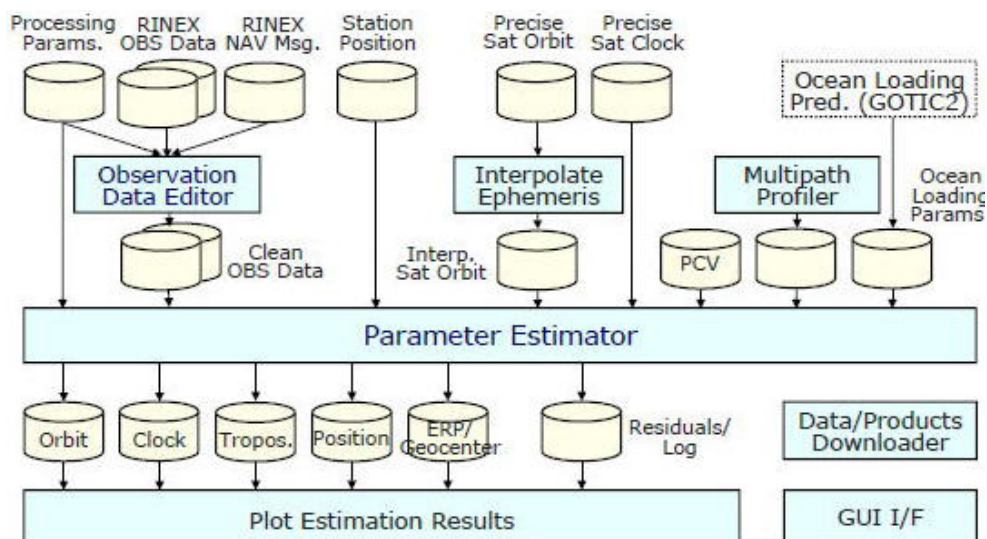 Processing
Params.
RINEX
OBS Data
RINEX
NAV Msg.
Station
Position
Precise
Sat Orbit
Precise
Sat Clock
Ocean Loading
Pred. (GOTIC2)
Observation
Data Editor
Interpolate
Ephemeris
Multipath
Profiler
Ocean
Loading
Params
Clean
OBS Data
Interp.
Sat Orbit
PCV
Parameter Estimator
Orbit
Clock
Tropos.
Position
ERP/
Geocenter
Residuals/
Log
Data/Products
Downloader
Plot Estimation Results
GUI I/F